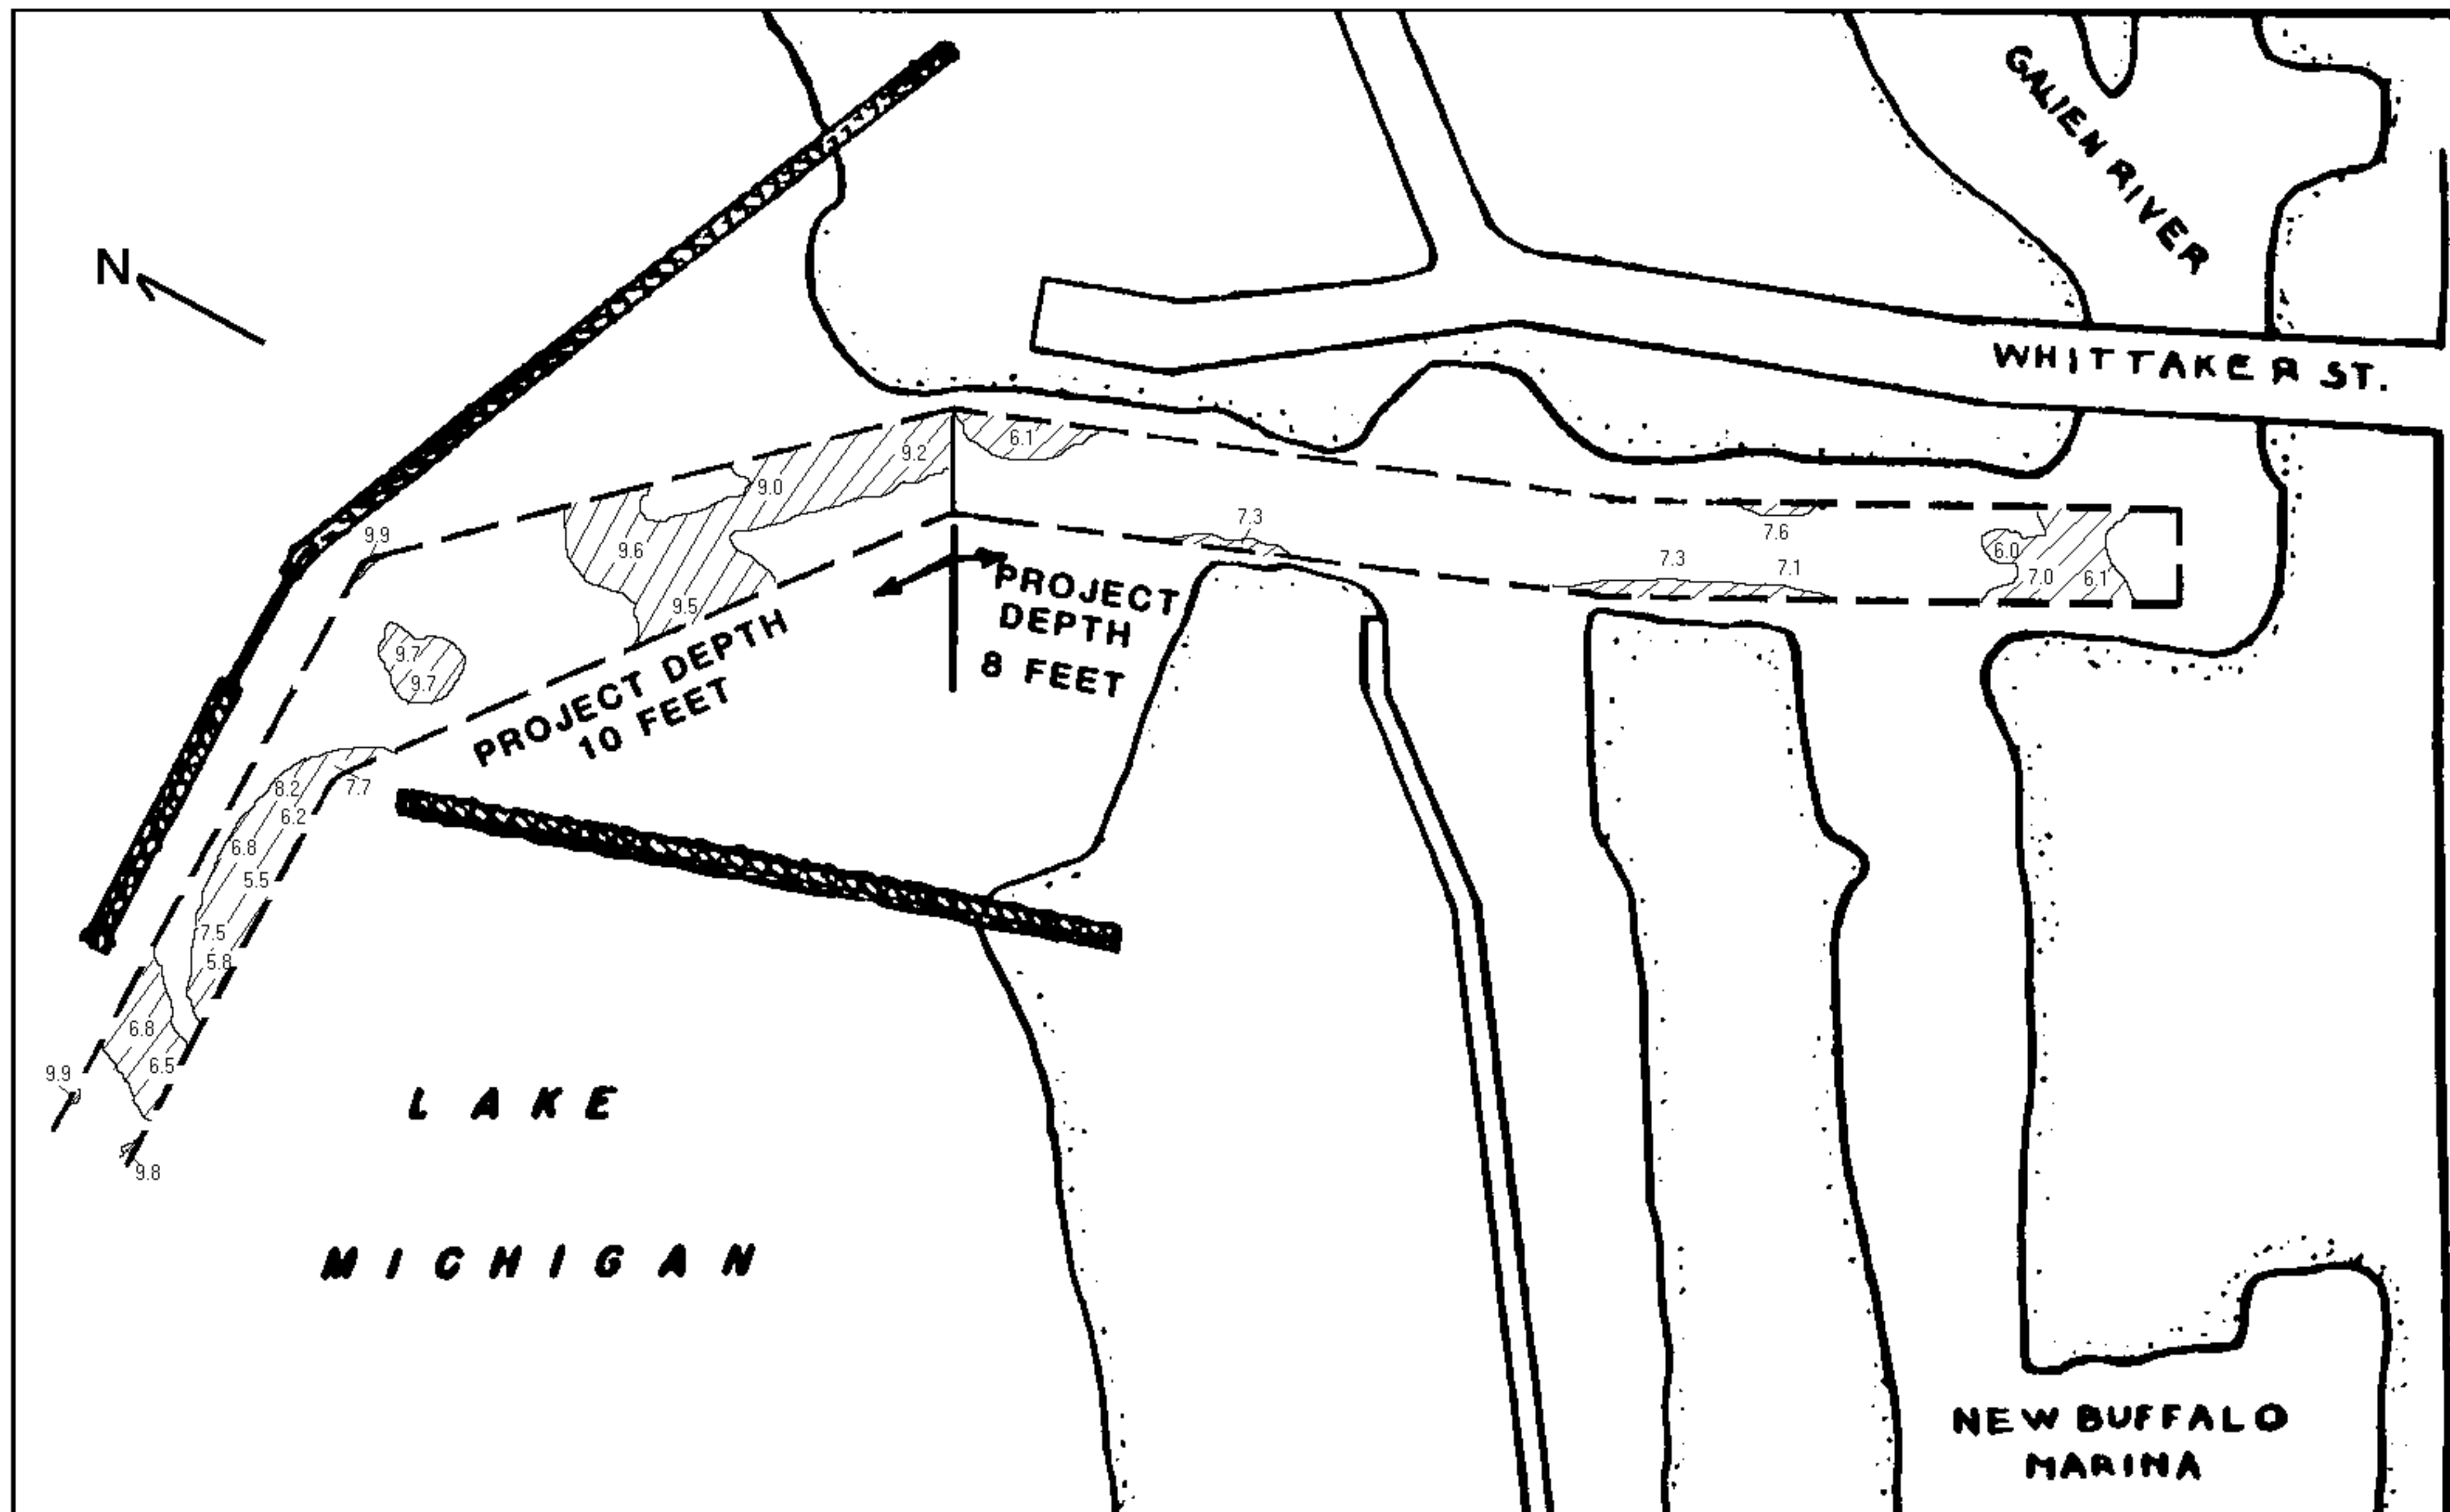 GALIEN RIVER
N
WHITTAKER ST.
6.1
9.2
9.0
9.9
9.6
7.3
7.6
6.0
7.3
7.1
7.0
6.1
9.5
PROJECT
DEPTH
8 FEET
9.7
9.7
PROJECT DEPTH
10 FEET
8.2
7.7
6.2
6.8
5.5
7.5
5.8
6.8
6.5
9.9
9.8
LAKE
MICHIGAN
NEW BUFFALO
MARINA